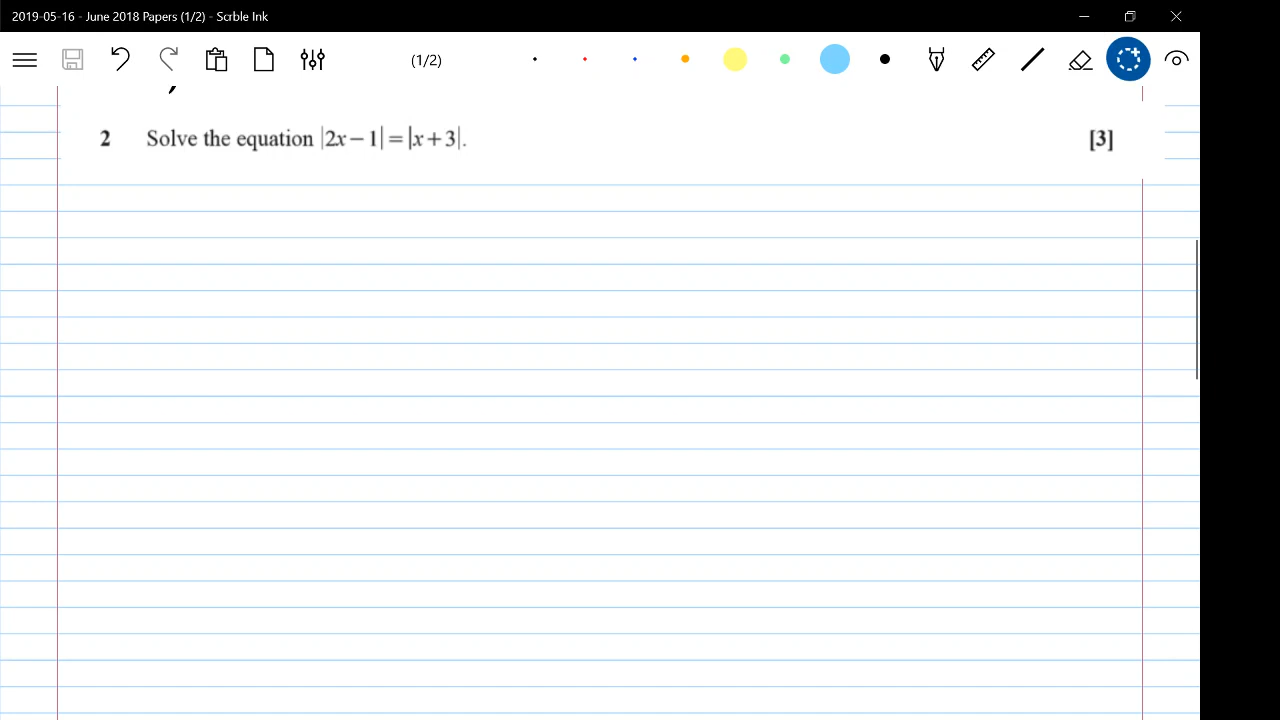 2019-05-16 - June 2018 Papers (1/2) - Scrble Ink
(1/2)
2 Solve the equation |2x − 1| = |x + 3|. [3]